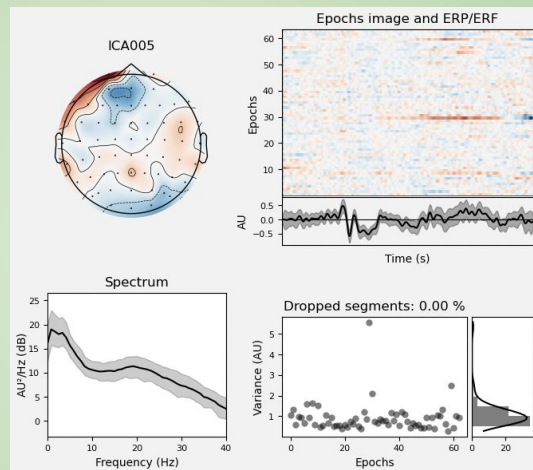 ICA005
Epochs image and ERP/ERF
Epochs
60
50
40
30
20
10
AU
0.5
0.0
−0.5
Time (s)
Spectrum
AU²/Hz (dB)
25
20
15
10
5
0
0 10 20 30 40
Frequency (Hz)
Dropped segments: 0.00 %
Variance (AU)
5
4
3
2
1
0 20 40 60
Epochs
20